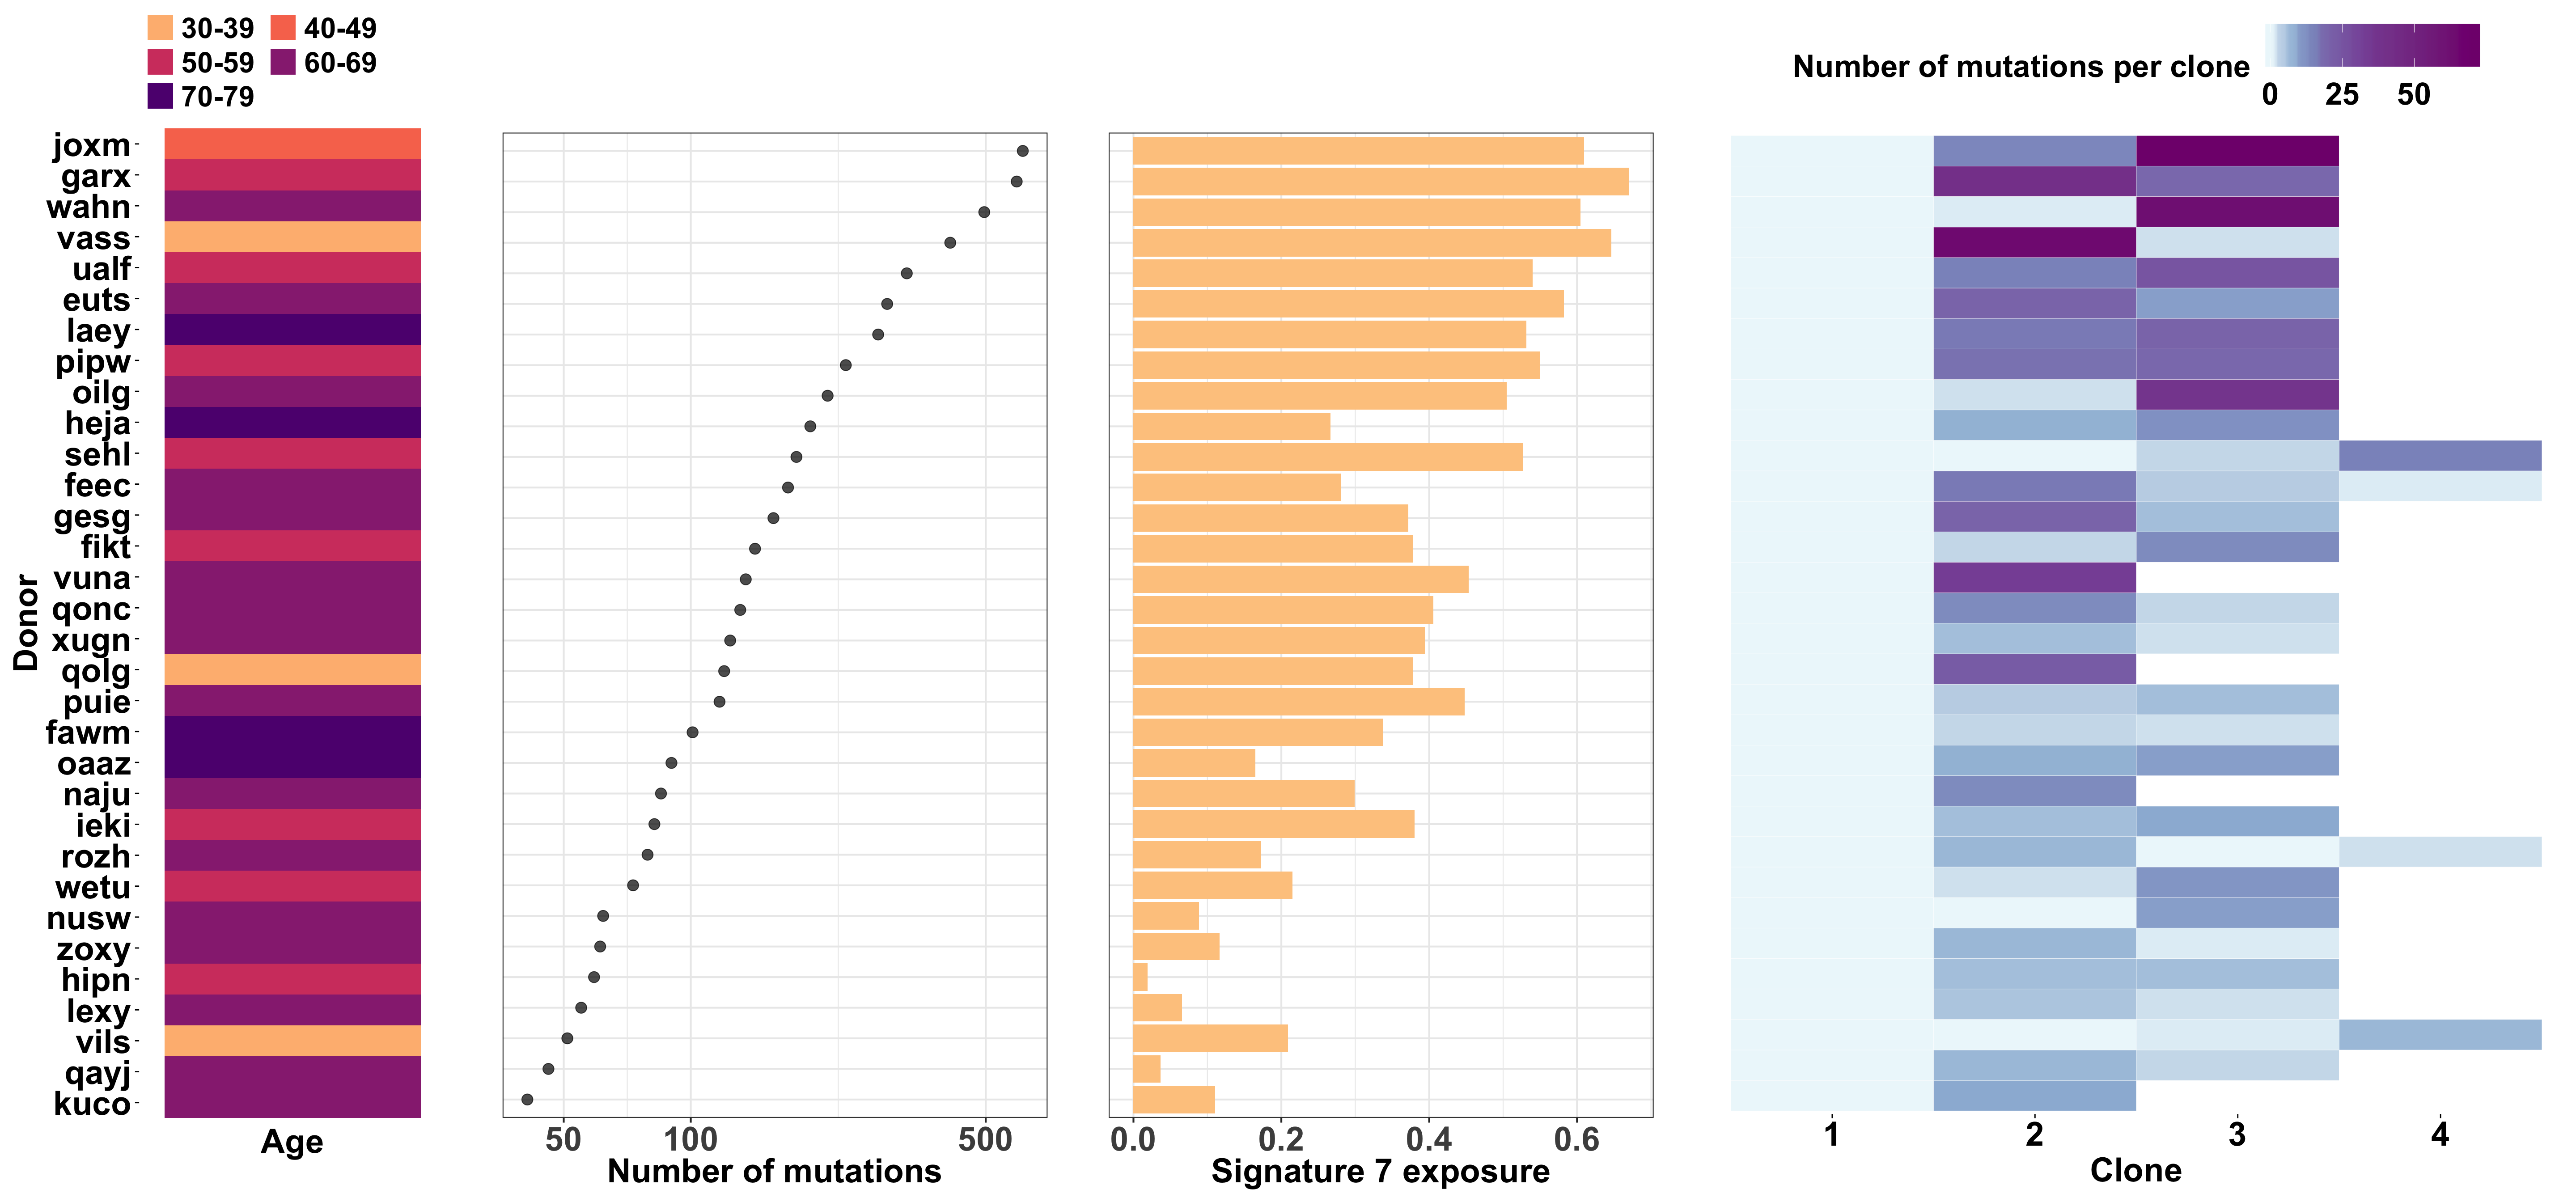 30-39 40-49
50-59 60-69
70-79
Number of mutations per clone
0 25 50
Donor
joxm
garx
wahn
vass
ualf
euts
laey
pipw
oilg
heja
sehl
feec
gesg
fikt
vuna
qonc
xugn
qolg
puie
fawm
oaaz
naju
ieki
rozh
wetu
nusw
zoxy
hipn
lexy
vils
qayj
kuco
Age
50 100 500
Number of mutations
0.0 0.2 0.4 0.6
Signature 7 exposure
1 2 3 4
Clone